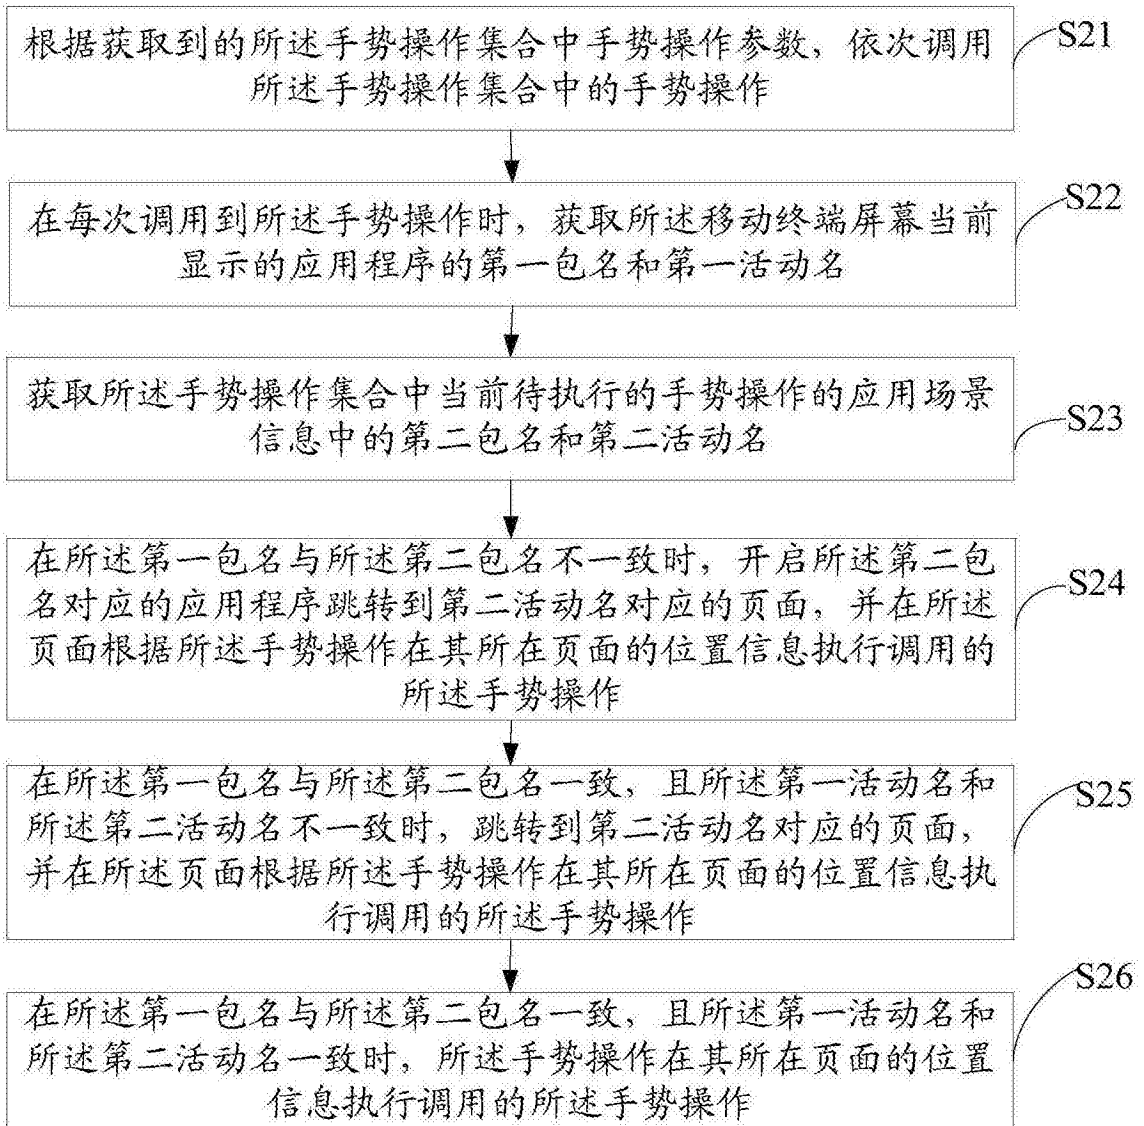 根据获取到的所述手势操作集合中手势操作参数，依次调用
所述手势操作集合中的手势操作
S21
在每次调用到所述手势操作时，获取所述移动终端屏幕当前
显示的应用程序的第一包名和第一活动名
S22
获取所述手势操作集合中当前待执行的手势操作的应用场景
信息中的第二包名和第二活动名
S23
在所述第一包名与所述第二包名不一致时，开启所述第二包
名对应的应用程序跳转到第二活动名对应的页面，并在所述
页面根据所述手势操作在其所在页面的位置信息执行调用的
所述手势操作
S24
在所述第一包名与所述第二包名一致，且所述第一活动名和
所述第二活动名不一致时，跳转到第二活动名对应的页面，
并在所述页面根据所述手势操作在其所在页面的位置信息执
行调用的所述手势操作
S25
在所述第一包名与所述第二包名一致，且所述第一活动名和
所述第二活动名一致时，所述手势操作在其所在页面的位置
信息执行调用的所述手势操作
S26